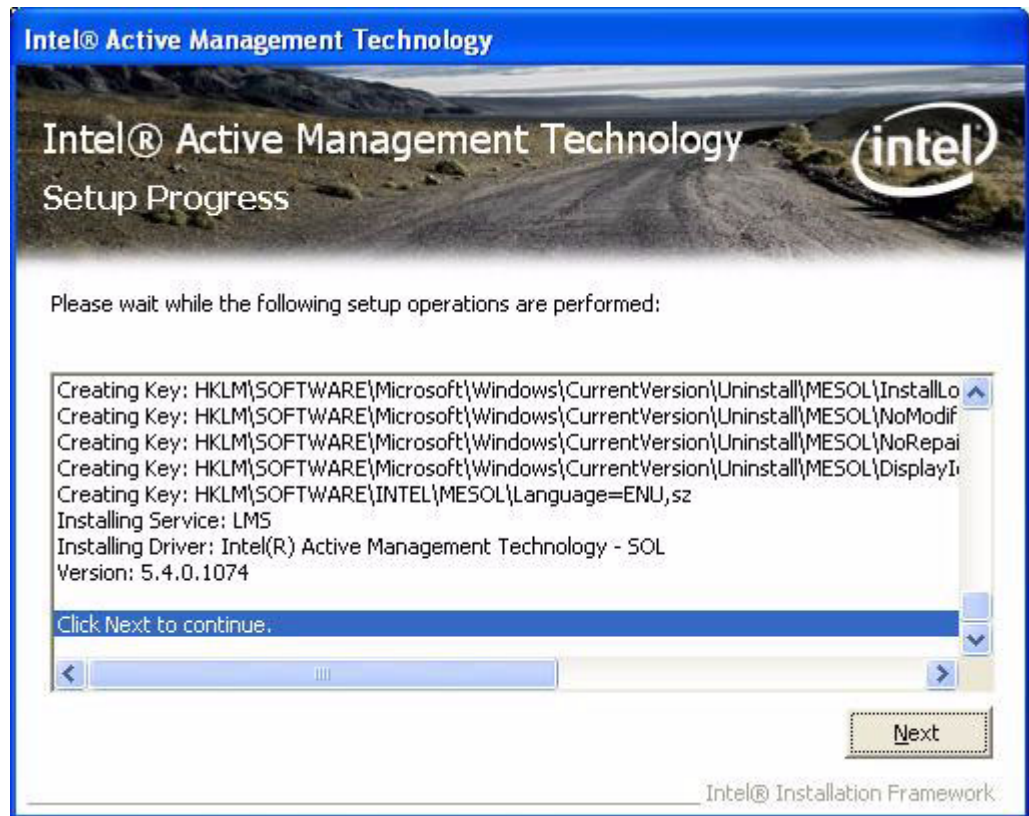 Intel® Active Management Technology
Intel® Active Management Technology
intel
Setup Progress
Please wait while the following setup operations are performed:
Creating Key: HKLM\SOFTWARE\Microsoft\Windows\CurrentVersion\Uninstall\MESOL\InstallLo
Creating Key: HKLM\SOFTWARE\Microsoft\Windows\CurrentVersion\Uninstall\MESOL\NoModif
Creating Key: HKLM\SOFTWARE\Microsoft\Windows\CurrentVersion\Uninstall\MESOL\NoRepai
Creating Key: HKLM\SOFTWARE\Microsoft\Windows\CurrentVersion\Uninstall\MESOL\DisplayI
Creating Key: HKLM\SOFTWARE\INTEL\MESOL\Language=ENU,sz
Installing Service: LMS
Installing Driver: Intel(R) Active Management Technology - SOL
Version: 5.4.0.1074
Click Next to continue.
Next
Intel® Installation Framework